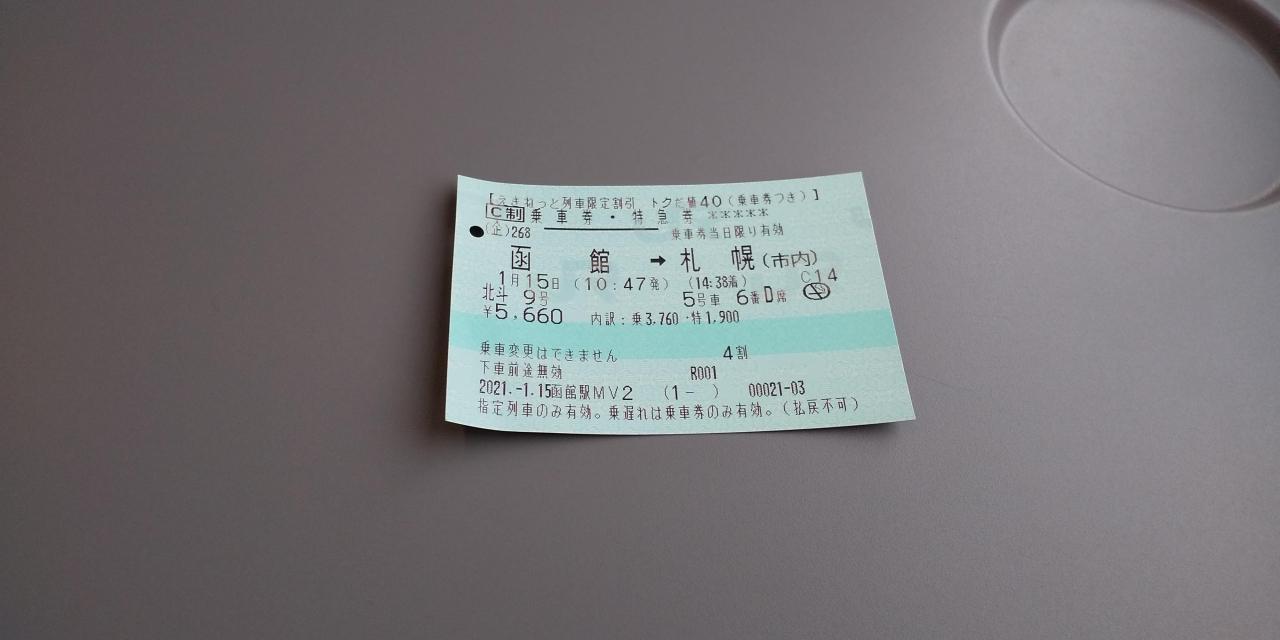 【えきねっと列車限定割引 トクだ値40(乗車券つき)】
C制 乗車券・特急券 *****
(企)268 乗車券当日限り有効
函館 → 札幌(市内)
1月15日(10:47発) (14:38着) C14
北斗 9号 5号車 6番D席
¥5,660 内訳:乗3,760・特1,900
乗車変更はできません 4割
下車前途無効 R001
2021.-1.15函館駅MV2 (1- ) 00021-03
指定列車のみ有効。乗遅れは乗車券のみ有効。(払戻不可)